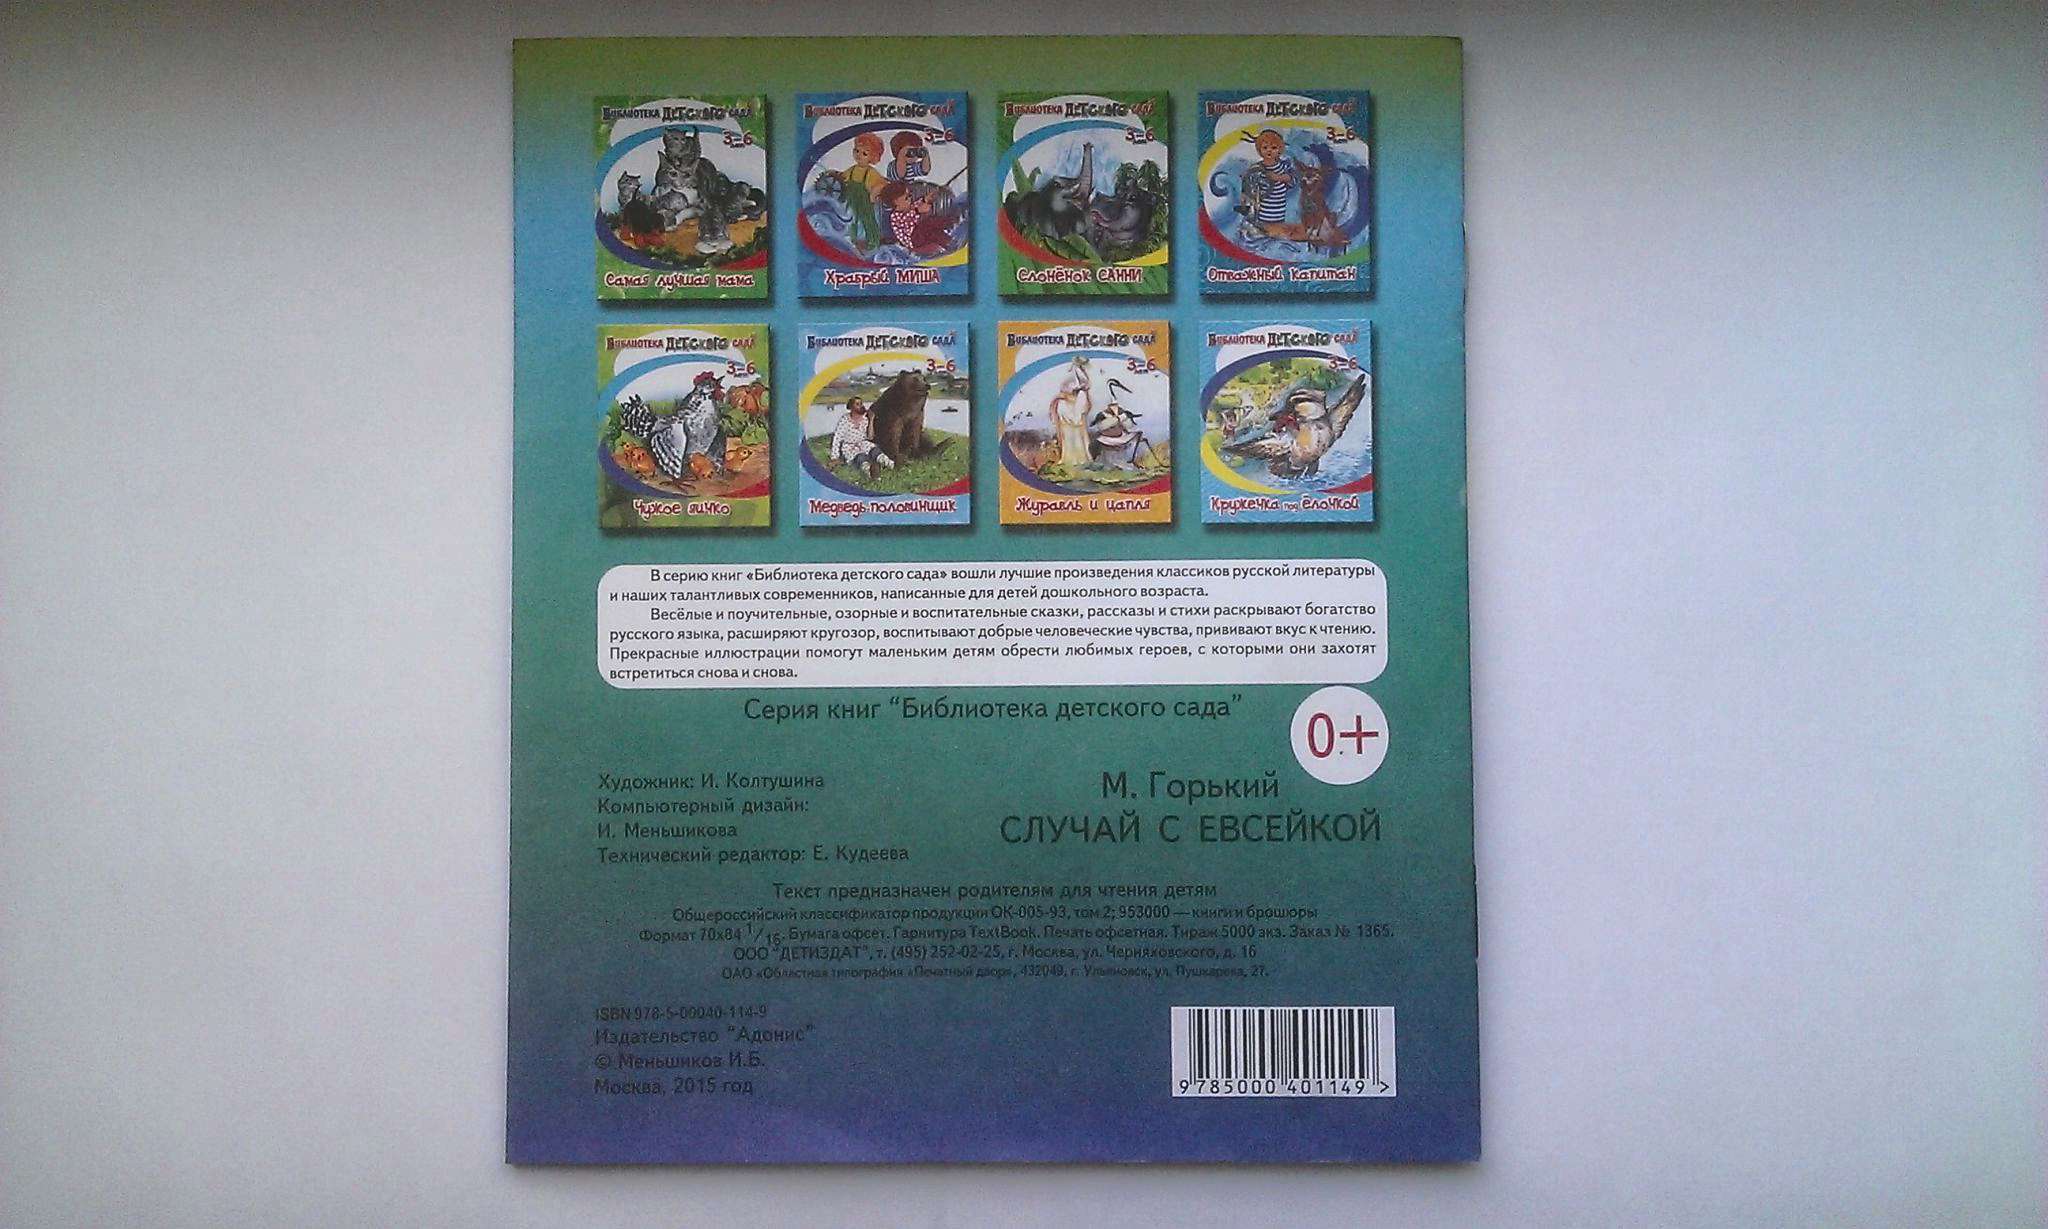 Библиотека ДЕТСКОГО сада
3–6 лет
Самая лучшая мама
Библиотека ДЕТСКОГО сада
3–6 лет
Храбрый МИША
Библиотека ДЕТСКОГО сада
3–6 лет
Слонёнок САННИ
Библиотека ДЕТСКОГО сада
3–6 лет
Отважный капитан
Библиотека ДЕТСКОГО сада
3–6 лет
Чужое яичко
Библиотека ДЕТСКОГО сада
3–6 лет
Медведь-половинщик
Библиотека ДЕТСКОГО сада
3–6 лет
Журавль и цапля
Библиотека ДЕТСКОГО сада
3–6 лет
Кружечка под ёлочкой
В серию книг «Библиотека детского сада» вошли лучшие произведения классиков русской литературы
и наших талантливых современников, написанные для детей дошкольного возраста.
Весёлые и поучительные, озорные и воспитательные сказки, рассказы и стихи раскрывают богатство
русского языка, расширяют кругозор, воспитывают добрые человеческие чувства, прививают вкус к чтению.
Прекрасные иллюстрации помогут маленьким детям обрести любимых героев, с которыми они захотят
встретиться снова и снова.
Серия книг “Библиотека детского сада”
0+
Художник: И. Колтушина
Компьютерный дизайн:
И. Меньшикова
Технический редактор: Е. Кудеева
М. Горький
СЛУЧАЙ С ЕВСЕЙКОЙ
Текст предназначен родителям для чтения детям
Общероссийский классификатор продукции ОК-005-93, том 2; 953000 — книги и брошюры
Формат 70x84 1/16. Бумага офсет. Гарнитура TextBook. Печать офсетная. Тираж 5000 экз. Заказ № 1365.
ООО "ДЕТИЗДАТ", т. (495) 252-02-25, г. Москва, ул. Черняховского, д. 16
ОАО «Областная типография «Печатный двор», 432049, г. Ульяновск, ул. Пушкарева, 27.
ISBN 978-5-00040-114-9
Издательство “Адонис”
© Меньшиков И.Б.
Москва, 2015 год
9 785000 401149 >